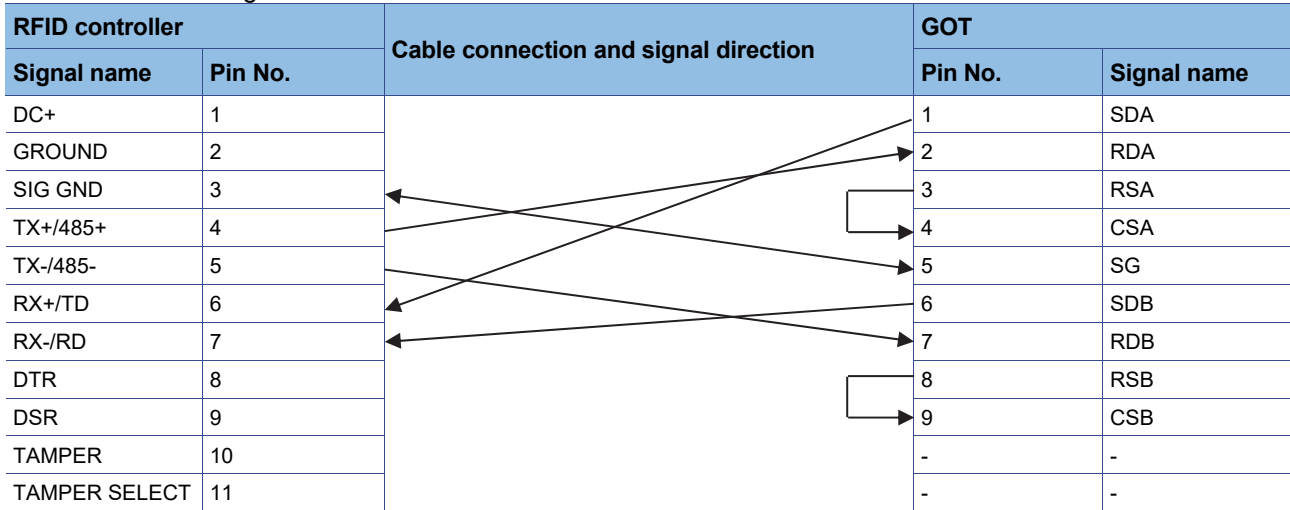 RFID controller Cable connection and signal direction GOT
Signal name Pin No. Pin No. Signal name
DC+ 1 1 SDA
GROUND 2 2 RDA
SIG GND 3 3 RSA
TX+/485+ 4 4 CSA
TX-/485- 5 5 SG
RX+/TD 6 6 SDB
RX-/RD 7 7 RDB
DTR 8 8 RSB
DSR 9 9 CSB
TAMPER 10 - -
TAMPER SELECT 11 - -